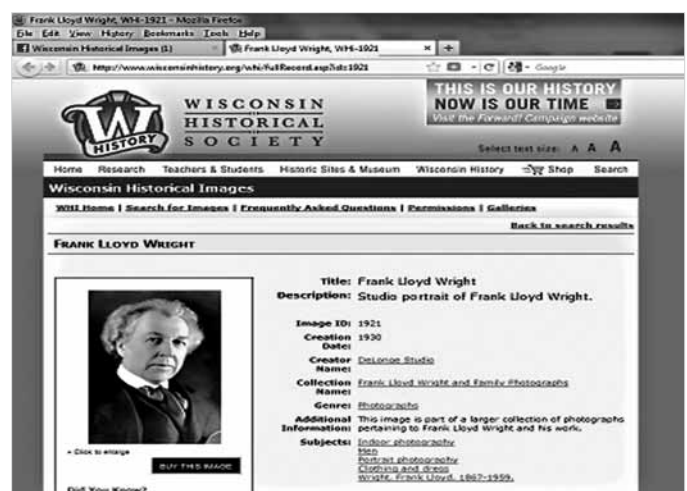 Frank Lloyd Wright, WHI-1921 - Mozilla Firefox
File Edit View History Bookmarks Tools Help
Wisconsin Historical Images (1) Frank Lloyd Wright, WHI-1921
http://www.wisconsinhistory.org/whi/fullRecord.asp?id=1921 Google
THIS IS OUR HISTORY
NOW IS OUR TIME
Visit the Forward! Campaign website
WISCONSIN
HISTORICAL
SOCIETY
W
HISTORY
Select text size: A A A
Home Research Teachers & Students Historic Sites & Museum Wisconsin History Shop Search
Wisconsin Historical Images
WHI Home | Search for Images | Frequently Asked Questions | Permissions | Galleries
Back to search results
FRANK LLOYD WRIGHT
Title: Frank Lloyd Wright
Description: Studio portrait of Frank Lloyd Wright.
Image ID: 1921
Creation Date: 1930
Creator Name: DeLonge Studio
Collection Name: Frank Lloyd Wright and Family Photographs
Genre: Photographs
Additional Information: This image is part of a larger collection of photographs
pertaining to Frank Lloyd Wright and his work.
Subjects: Indoor photography
Men
Portrait photography
Clothing and dress
Wright, Frank Lloyd, 1867-1959.
+ Click to enlarge
BUY THIS IMAGE
Did You Know?